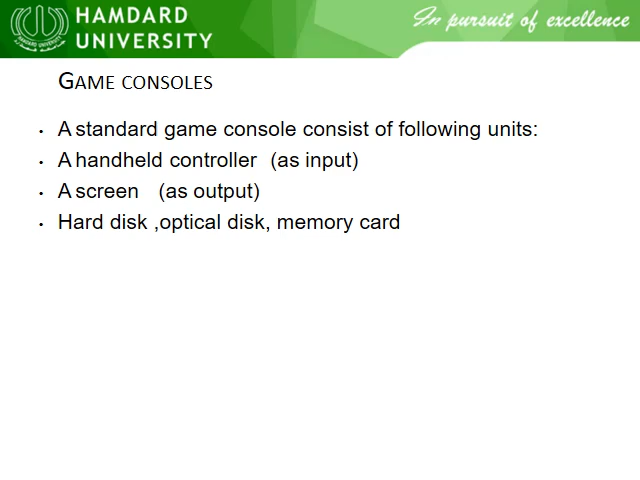 HAMDARD
UNIVERSITY
In pursuit of excellence
GAME CONSOLES
• A standard game console consist of following units:
• A handheld controller (as input)
• A screen (as output)
• Hard disk ,optical disk, memory card